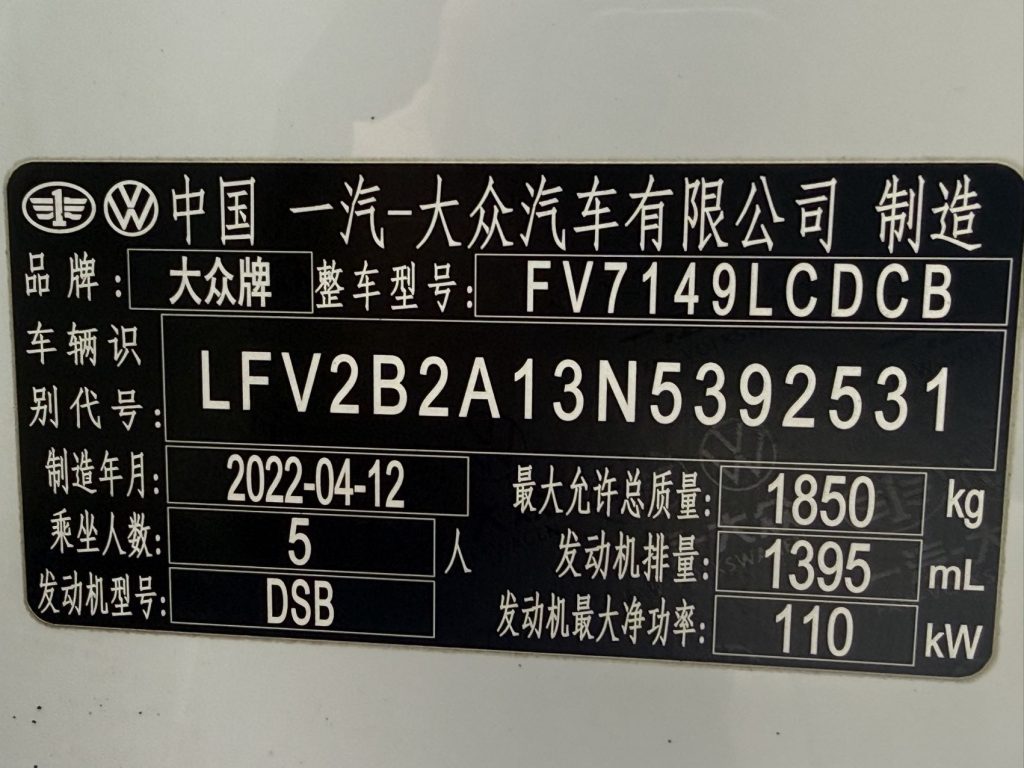 中国 一汽-大众汽车有限公司 制造
品牌: 大众牌 整车型号: FV7149LCDCB
车辆识别代号: LFV2B2A13N5392531
制造年月: 2022-04-12 最大允许总质量: 1850 kg
乘坐人数: 5 人 发动机排量: 1395 mL
发动机型号: DSB 发动机最大净功率: 110 kW